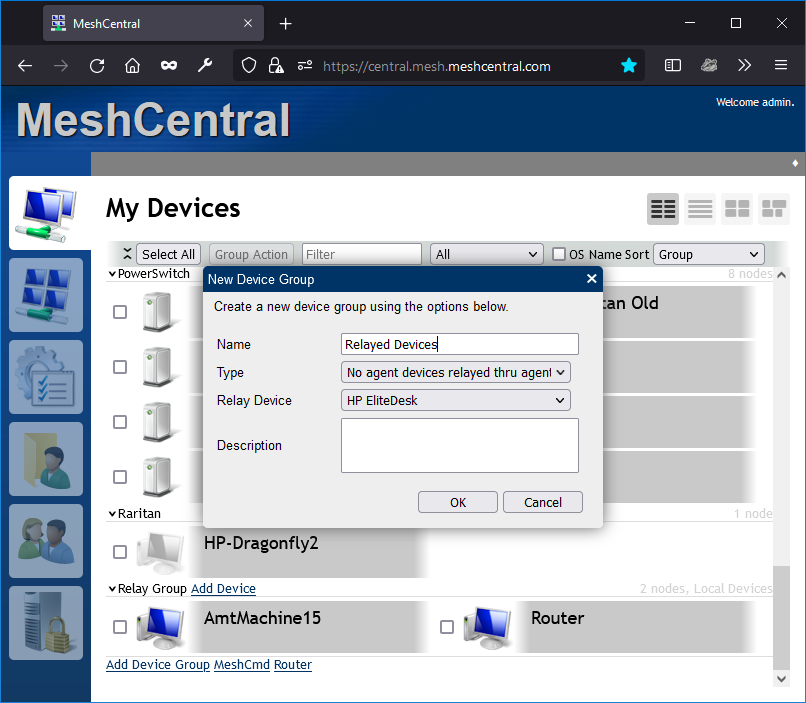 MeshCentral
https://central.mesh.meshcentral.com
MeshCentral
Welcome admin.
My Devices
Select All Group Action Filter All OS Name Sort Group
PowerSwitch 8 nodes
New Device Group
Create a new device group using the options below.
can Old
Name Relayed Devices
Type No agent devices relayed thru agent
Relay Device HP EliteDesk
Description
OK Cancel
Raritan 1 node
HP-Dragonfly2
Relay Group Add Device 2 nodes, Local Devices
AmtMachine15 Router
Add Device Group MeshCmd Router